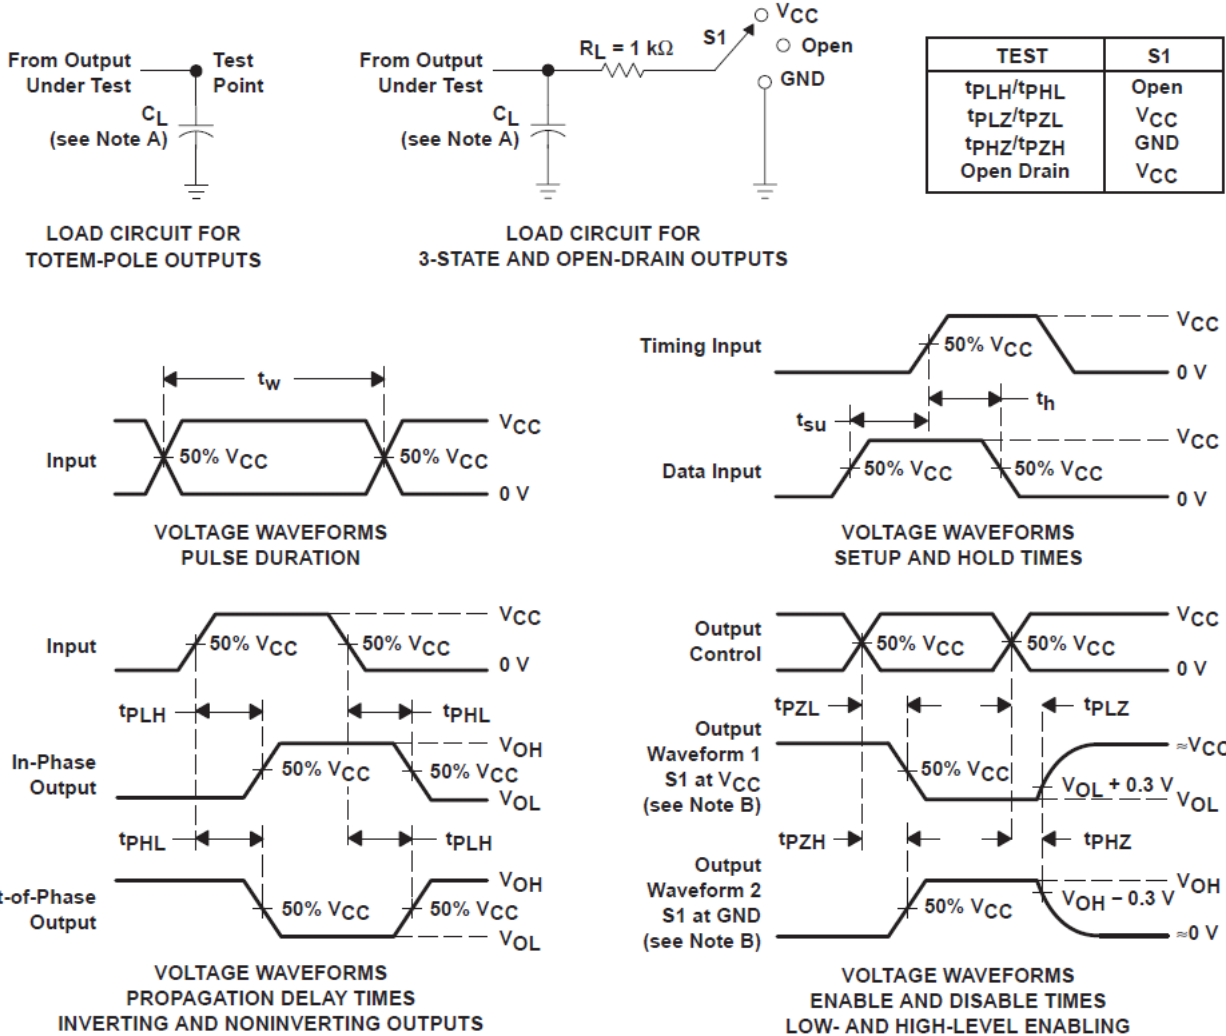 From Output
Under Test
Test
Point
CL
(see Note A)
LOAD CIRCUIT FOR
TOTEM-POLE OUTPUTS
From Output
Under Test
RL = 1 kΩ
S1
VCC
Open
GND
CL
(see Note A)
LOAD CIRCUIT FOR
3-STATE AND OPEN-DRAIN OUTPUTS
TEST S1
tPLH/tPHL Open
tPLZ/tPZL VCC
tPHZ/tPZH GND
Open Drain VCC
tw
Input
50% VCC
50% VCC
VCC
0 V
VOLTAGE WAVEFORMS
PULSE DURATION
Timing Input
50% VCC
VCC
0 V
tsu
th
Data Input
50% VCC
50% VCC
VCC
0 V
VOLTAGE WAVEFORMS
SETUP AND HOLD TIMES
Input
50% VCC
50% VCC
VCC
0 V
tPLH
tPHL
In-Phase
Output
50% VCC
50% VCC
VOH
VOL
tPHL
tPLH
t-of-Phase
Output
50% VCC
50% VCC
VOH
VOL
VOLTAGE WAVEFORMS
PROPAGATION DELAY TIMES
INVERTING AND NONINVERTING OUTPUTS
Output
Control
50% VCC
50% VCC
VCC
0 V
tPZL
tPLZ
Output
Waveform 1
S1 at VCC
(see Note B)
50% VCC
≈VCC
VOL + 0.3 V
VOL
tPZH
tPHZ
Output
Waveform 2
S1 at GND
(see Note B)
50% VCC
VOH
VOH − 0.3 V
≈0 V
VOLTAGE WAVEFORMS
ENABLE AND DISABLE TIMES
LOW- AND HIGH-LEVEL ENABLING